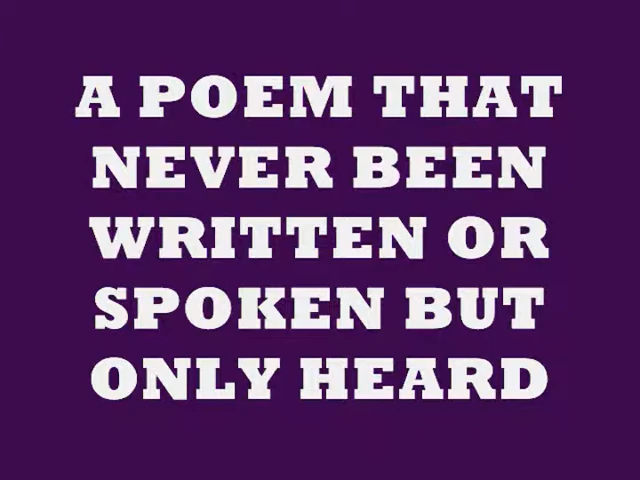 A POEM THAT
NEVER BEEN
WRITTEN OR
SPOKEN BUT
ONLY HEARD